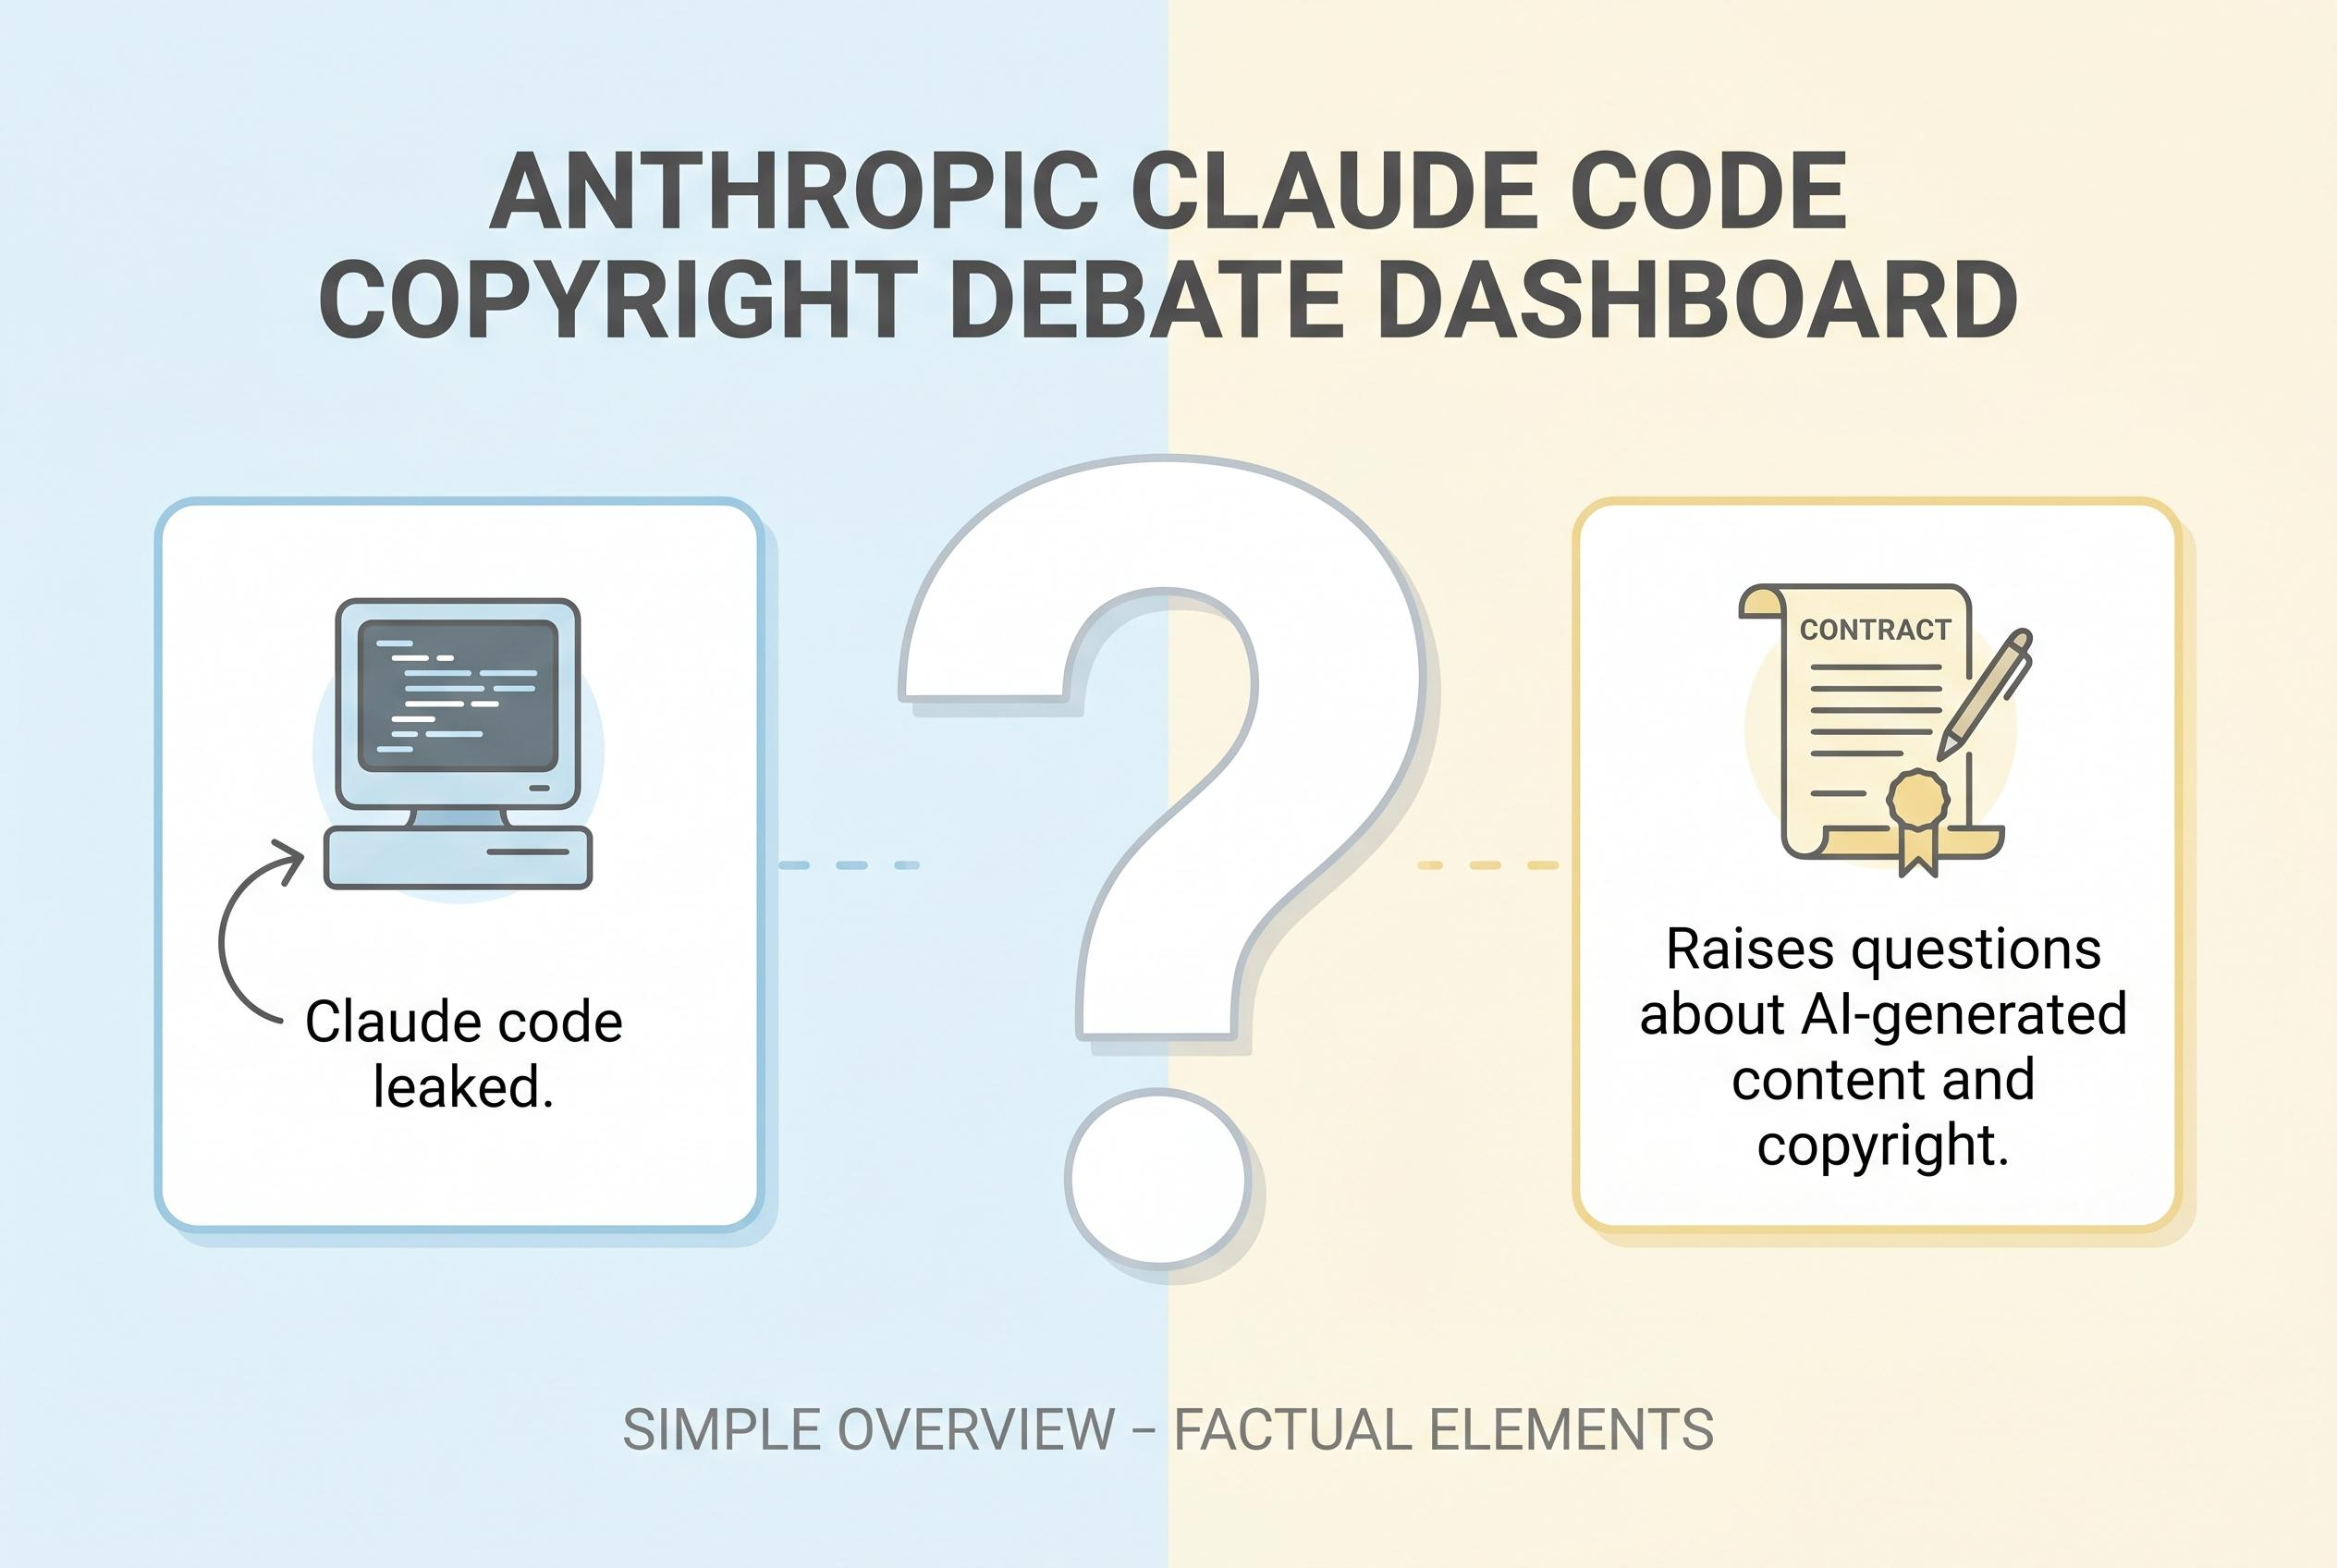 ANTHROPIC CLAUDE CODE
COPYRIGHT DEBATE DASHBOARD
Claude code
leaked.
CONTRACT
Raises questions
about AI-generated
content and
copyright.
SIMPLE OVERVIEW – FACTUAL ELEMENTS